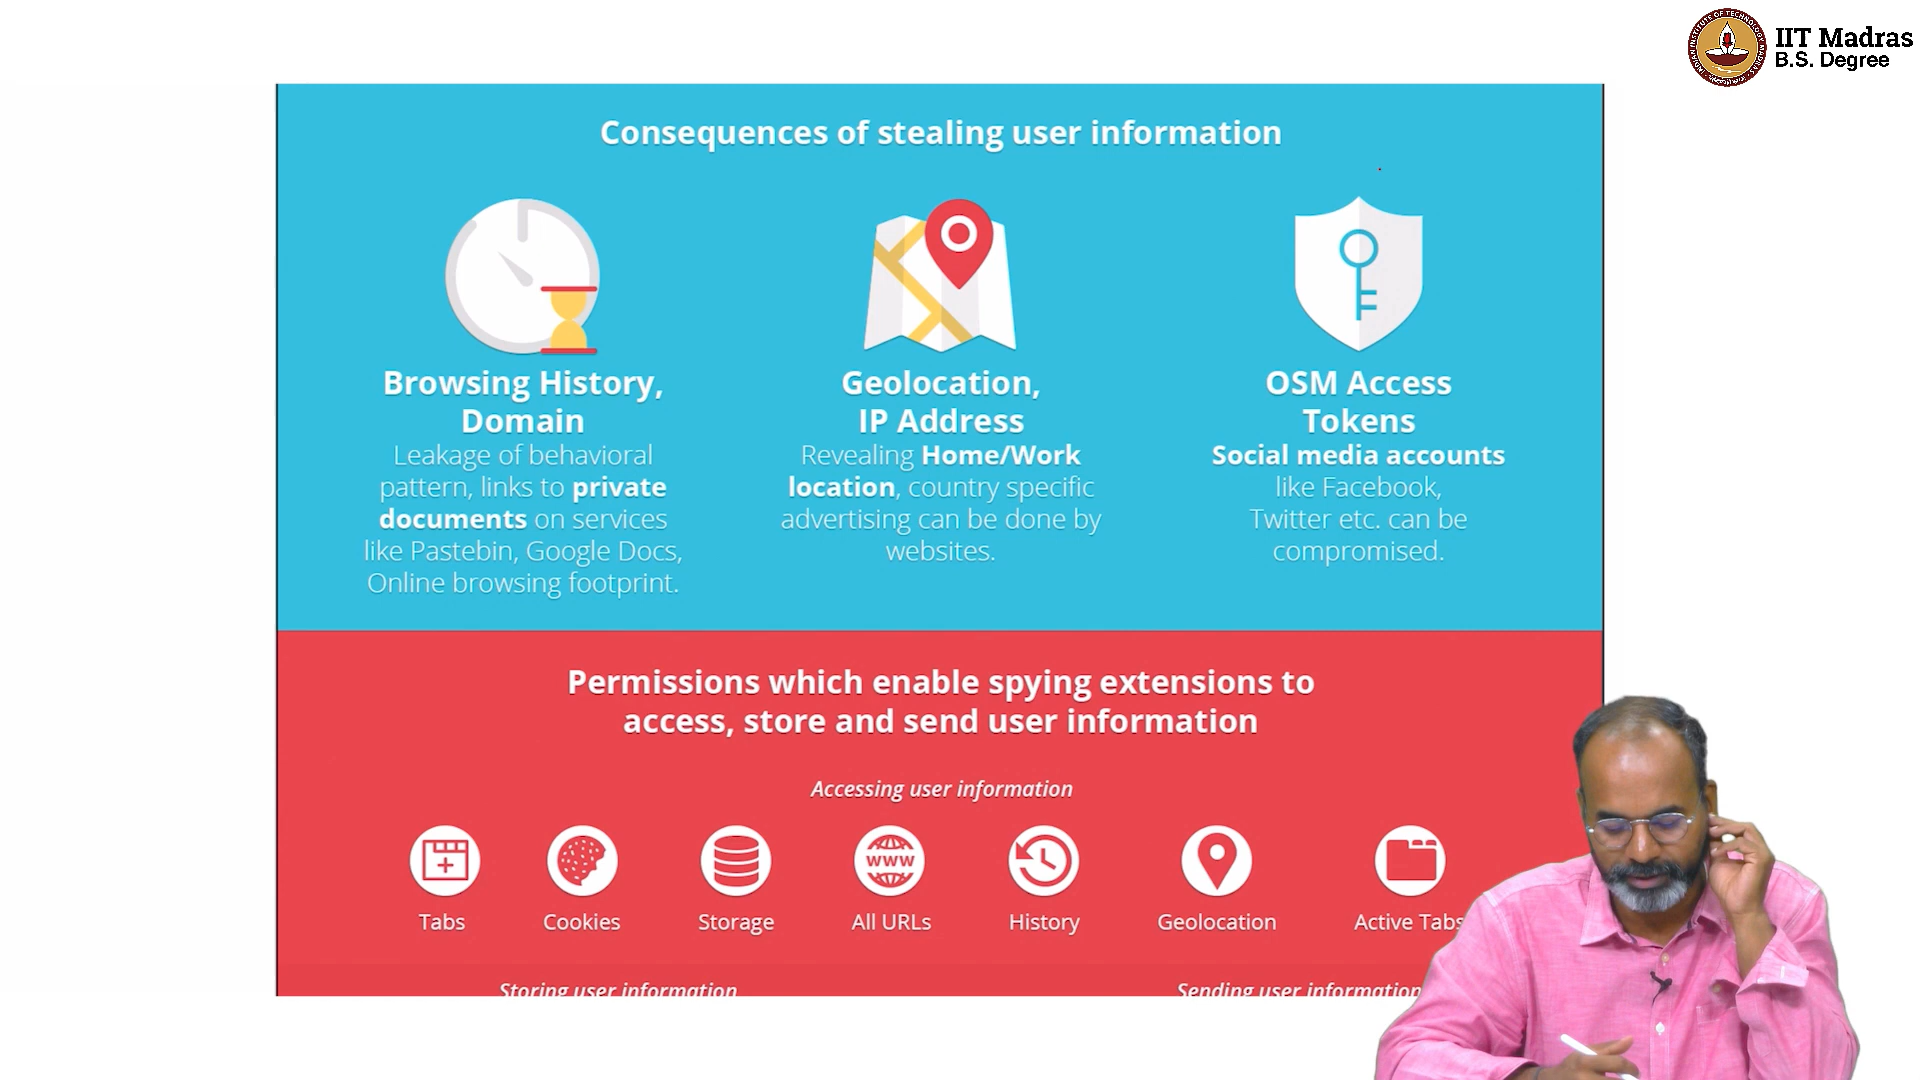 IIT Madras
B.S. Degree
Consequences of stealing user information
Browsing History,
Domain
Leakage of behavioral
pattern, links to private
documents on services
like Pastebin, Google Docs,
Online browsing footprint.
Geolocation,
IP Address
Revealing Home/Work
location, country specific
advertising can be done by
websites.
OSM Access
Tokens
Social media accounts
like Facebook,
Twitter etc. can be
compromised.
Permissions which enable spying extensions to
access, store and send user information
Accessing user information
www
Tabs
Cookies
Storage
All URLs
History
Geolocation
Active Tabs
Storing user information
Sending user information